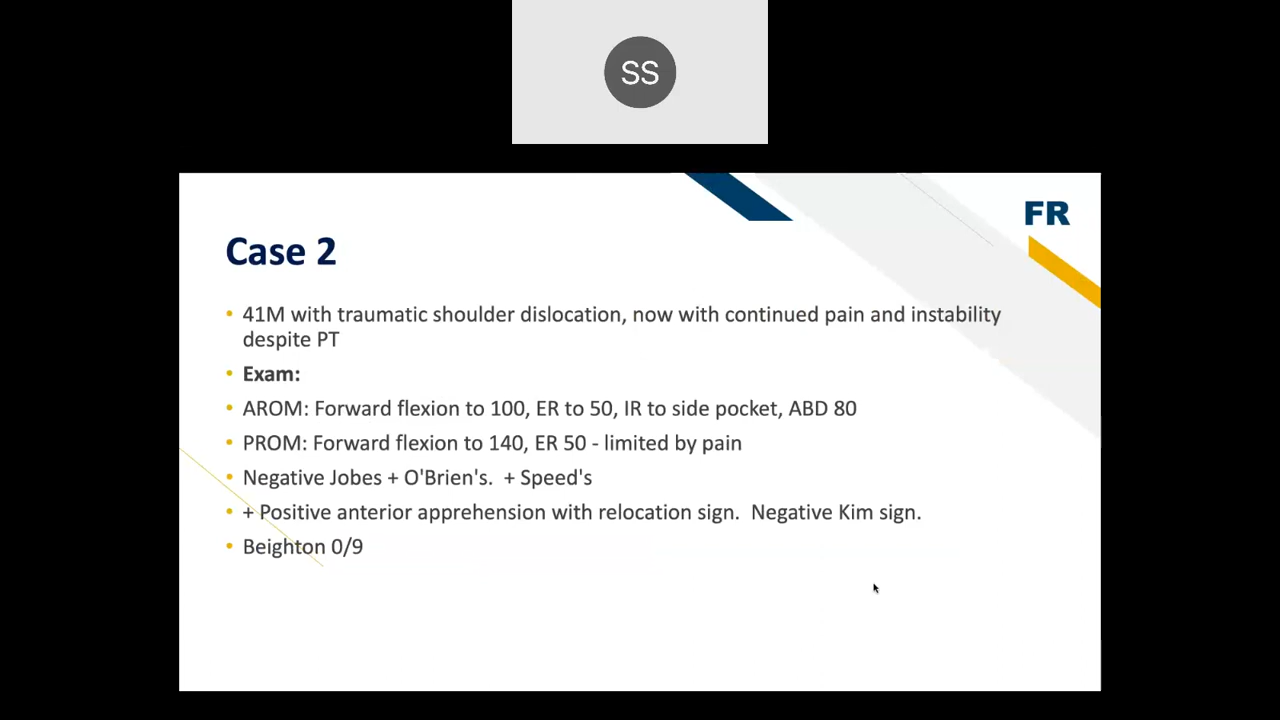 SS
FR
Case 2
• 41M with traumatic shoulder dislocation, now with continued pain and instability
despite PT
• Exam:
• AROM: Forward flexion to 100, ER to 50, IR to side pocket, ABD 80
• PROM: Forward flexion to 140, ER 50 - limited by pain
• Negative Jobes + O'Brien's.  + Speed's
• + Positive anterior apprehension with relocation sign.  Negative Kim sign.
• Beighton 0/9